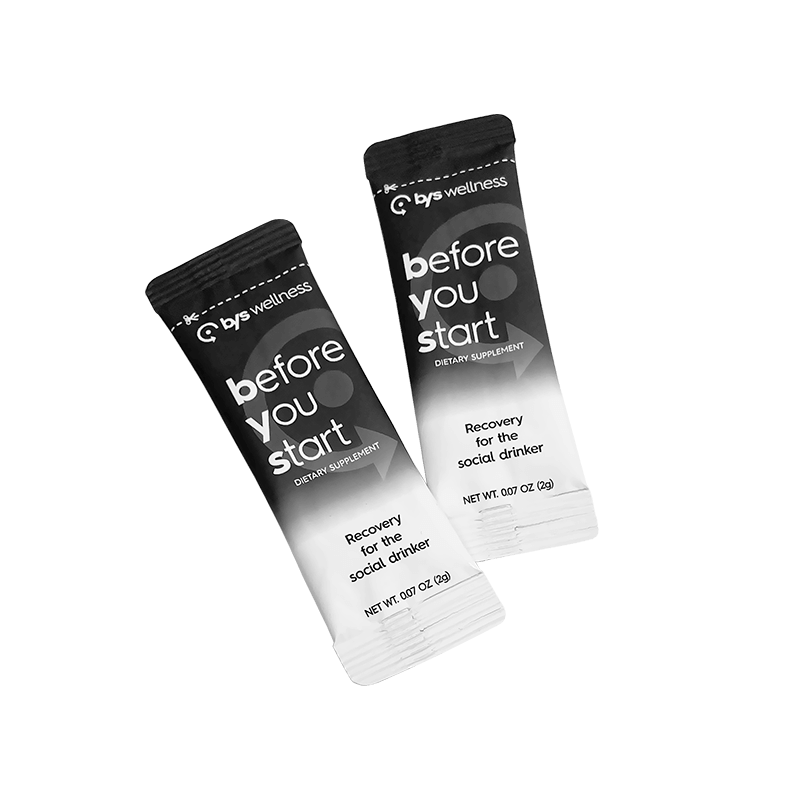 bys wellness
before
you
start
DIETARY SUPPLEMENT
Recovery
for the
social drinker
NET WT. 0.07 OZ (2g)
bys wellness
before
you
start
DIETARY SUPPLEMENT
Recovery
for the
social drinker
NET WT. 0.07 OZ (2g)